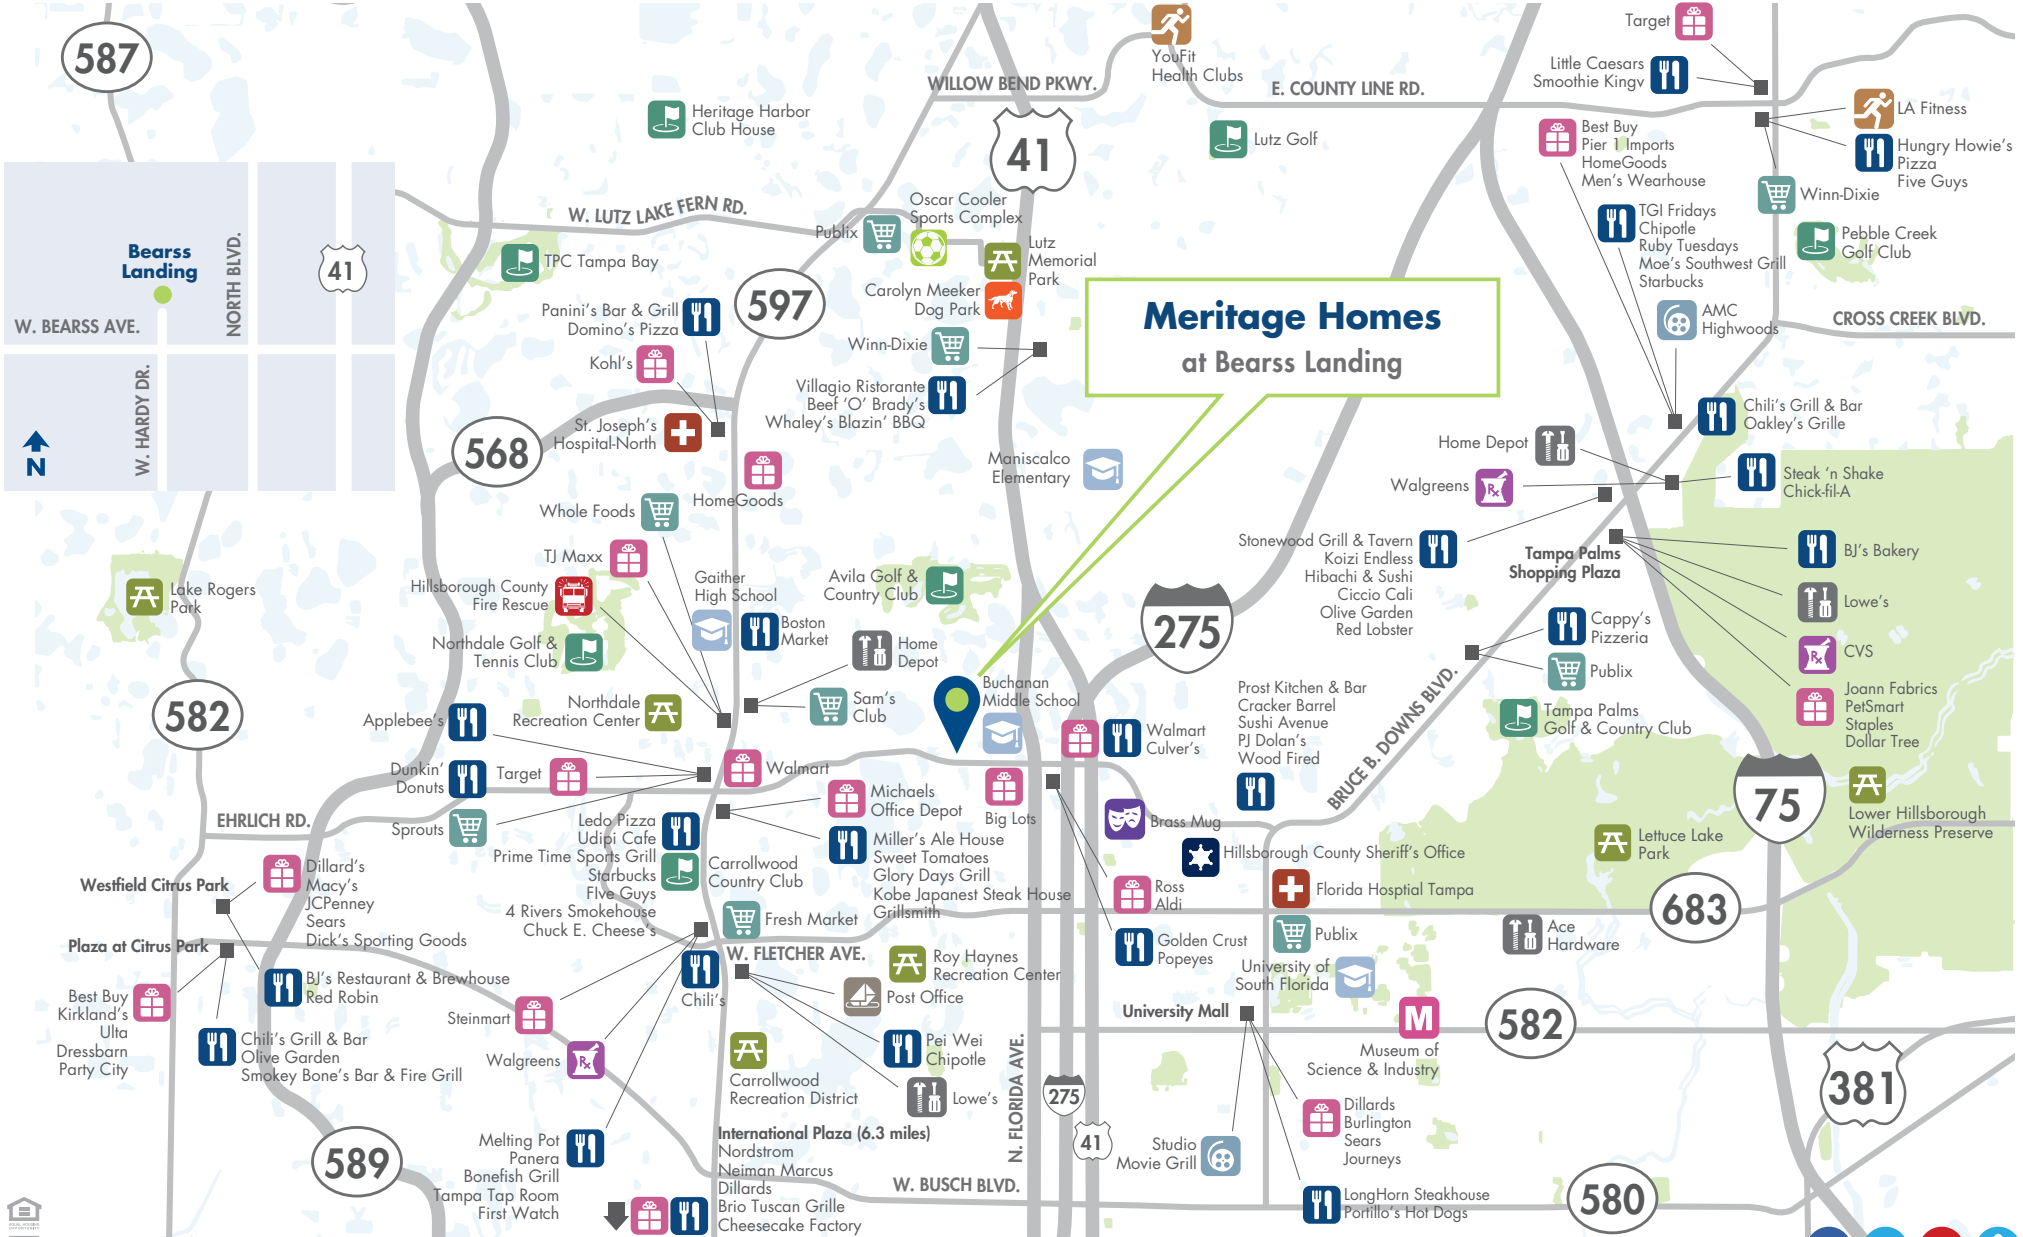 587
WILLOW BEND PKWY.
YouFit
Health Clubs
E. COUNTY LINE RD.
Target
Little Caesars
Smoothie Kingv
LA Fitness
Hungry Howie's
Pizza
Five Guys
Heritage Harbor
Club House
41
Lutz Golf
Best Buy
Pier 1 Imports
HomeGoods
Men's Wearhouse
Winn-Dixie
TGI Fridays
Chipotle
Ruby Tuesdays
Moe's Southwest Grill
Starbucks
Pebble Creek
Golf Club
AMC
Highwoods
CROSS CREEK BLVD.
Bearss
Landing
NORTH BLVD.
41
W. BEARSS AVE.
W. HARDY DR.
N
W. LUTZ LAKE FERN RD.
Oscar Cooler
Sports Complex
Publix
Lutz
Memorial
Park
TPC Tampa Bay
Carolyn Meeker
Dog Park
597
Panini's Bar & Grill
Domino's Pizza
Kohl's
Winn-Dixie
Villagio Ristorante
Beef 'O' Brady's
Whaley's Blazin' BBQ
Meritage Homes
at Bearss Landing
568
St. Joseph's
Hospital-North
HomeGoods
Maniscalco
Elementary
Home Depot
Walgreens
Chili's Grill & Bar
Oakley's Grille
Steak 'n Shake
Chick-fil-A
Whole Foods
TJ Maxx
Hillsborough County
Fire Rescue
Gaither
High School
Avila Golf &
Country Club
Stonewood Grill & Tavern
Koizi Endless
Hibachi & Sushi
Ciccio Cali
Olive Garden
Red Lobster
Tampa Palms
Shopping Plaza
BJ's Bakery
Lowe's
CVS
Joann Fabrics
PetSmart
Staples
Dollar Tree
Lake Rogers
Park
Northdale Golf &
Tennis Club
Boston
Market
Home
Depot
275
Cappy's
Pizzeria
Publix
582
Northdale
Recreation Center
Applebee's
Sam's
Club
Buchanan
Middle School
Walmart
Culver's
Prost Kitchen & Bar
Cracker Barrel
Sushi Avenue
PJ Dolan's
Wood Fired
BRUCE B. DOWNS BLVD.
Tampa Palms
Golf & Country Club
75
Dunkin'
Donuts
Target
Walmart
Sprouts
EHRLICH RD.
Michaels
Office Depot
Big Lots
Brass Mug
Lower Hillsborough
Wilderness Preserve
Ledo Pizza
Udipi Cafe
Prime Time Sports Grill
Starbucks
FIve Guys
4 Rivers Smokehouse
Chuck E. Cheese's
Carrollwood
Country Club
Miller's Ale House
Sweet Tomatoes
Glory Days Grill
Kobe Japanest Steak House
Grillsmith
Hillsborough County Sheriff's Office
Lettuce Lake
Park
Westfield Citrus Park
Dillard's
Macy's
JCPenney
Sears
Dick's Sporting Goods
Ross
Aldi
Florida Hosptial Tampa
683
Fresh Market
W. FLETCHER AVE.
Plaza at Citrus Park
Golden Crust
Popeyes
Publix
Ace
Hardware
BJ's Restaurant & Brewhouse
Red Robin
Chili's
Roy Haynes
Recreation Center
Post Office
University of
South Florida
Best Buy
Kirkland's
Ulta
Dressbarn
Party City
Chili's Grill & Bar
Olive Garden
Smokey Bone's Bar & Fire Grill
Steinmart
Walgreens
Rx
University Mall
M
Museum of
Science & Industry
582
Pei Wei
Chipotle
Carrollwood
Recreation District
Lowe's
N. FLORIDA AVE.
275
381
589
Melting Pot
Panera
Bonefish Grill
Tampa Tap Room
First Watch
International Plaza (6.3 miles)
Nordstrom
Neiman Marcus
Dillards
Brio Tuscan Grille
Cheesecake Factory
41
Studio
Movie Grill
Dillards
Burlington
Sears
Journeys
W. BUSCH BLVD.
LongHorn Steakhouse
Portillo's Hot Dogs
580
EQUAL HOUSING
OPPORTUNITY